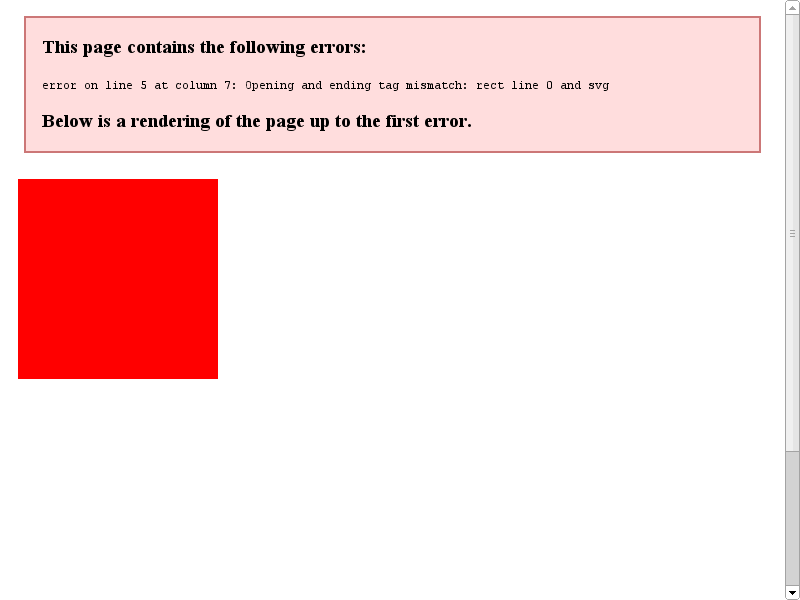 This page contains the following errors:
error on line 5 at column 7: Opening and ending tag mismatch: rect line 0 and svg
Below is a rendering of the page up to the first error.